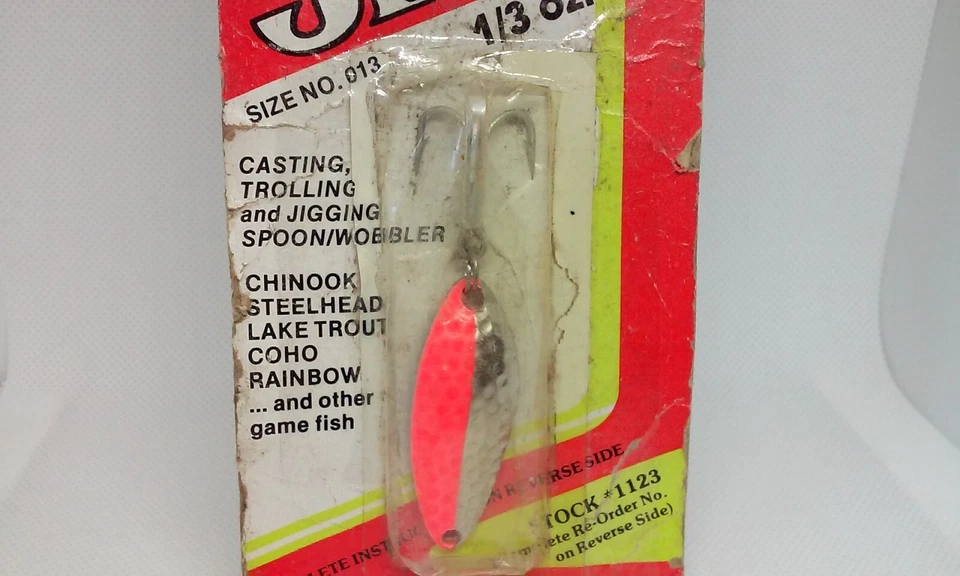 1/3 oz.
SIZE NO. 013
CASTING,
TROLLING
and JIGGING
SPOON/WOBBLER
CHINOOK
STEELHEAD
LAKE TROUT
COHO
RAINBOW
... and other
game fish
ON REVERSE SIDE
STOCK #1123
Re-Order No.
on Reverse Side)